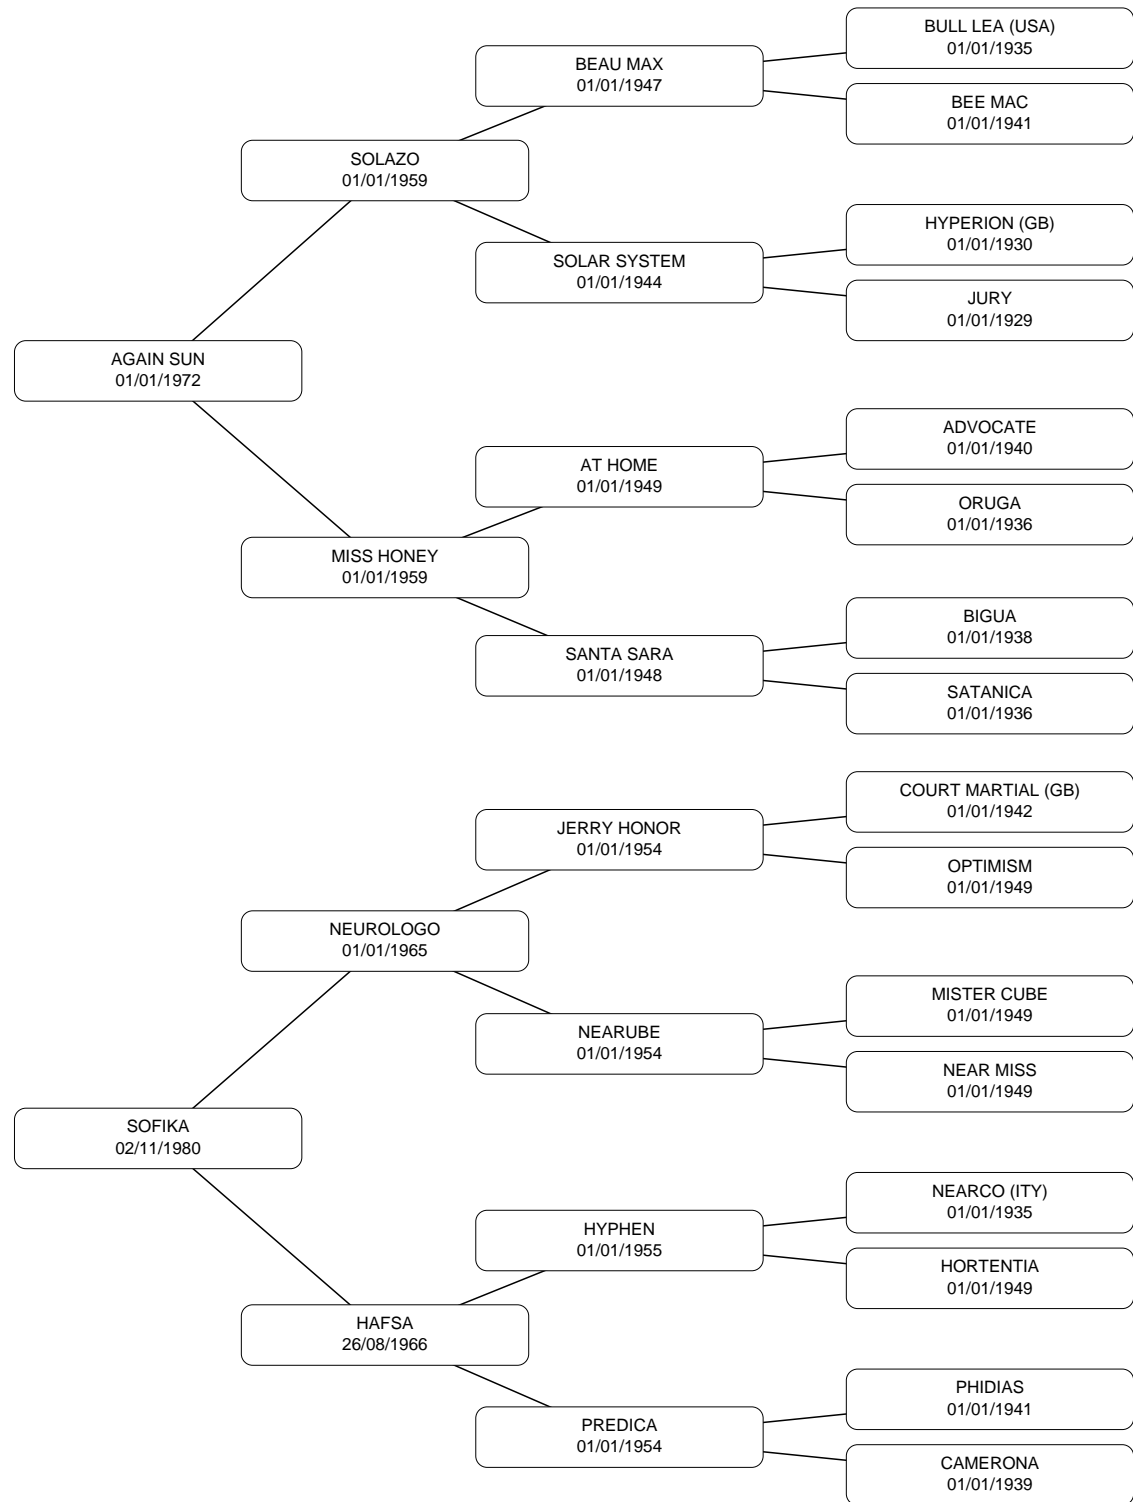 BULL LEA (USA)
01/01/1935
BEAU MAX
01/01/1947
BEE MAC
01/01/1941
SOLAZO
01/01/1959
HYPERION (GB)
01/01/1930
SOLAR SYSTEM
01/01/1944
JURY
01/01/1929
AGAIN SUN
01/01/1972
ADVOCATE
01/01/1940
AT HOME
01/01/1949
ORUGA
01/01/1936
MISS HONEY
01/01/1959
BIGUA
01/01/1938
SANTA SARA
01/01/1948
SATANICA
01/01/1936
COURT MARTIAL (GB)
01/01/1942
JERRY HONOR
01/01/1954
OPTIMISM
01/01/1949
NEUROLOGO
01/01/1965
MISTER CUBE
01/01/1949
NEARUBE
01/01/1954
NEAR MISS
01/01/1949
SOFIKA
02/11/1980
NEARCO (ITY)
01/01/1935
HYPHEN
01/01/1955
HORTENTIA
01/01/1949
HAFSA
26/08/1966
PHIDIAS
01/01/1941
PREDICA
01/01/1954
CAMERONA
01/01/1939